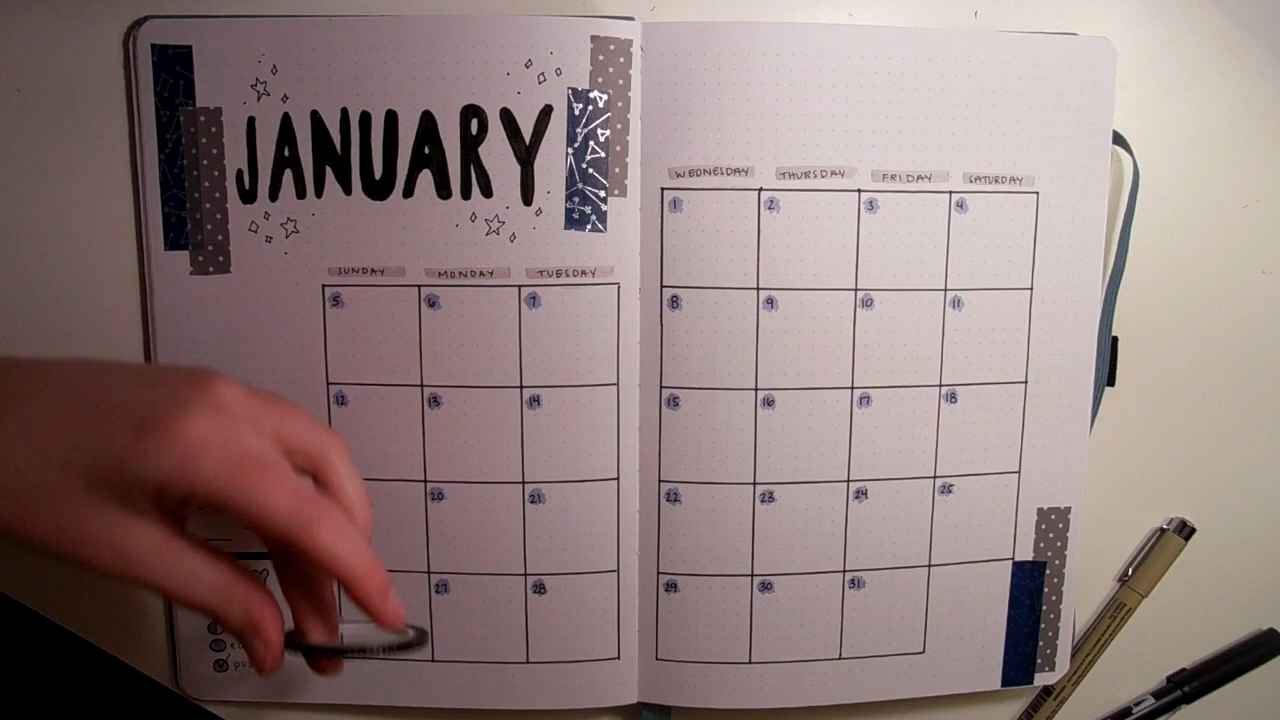 JANUARY
SUNDAY MONDAY TUESDAY
5 6 7
12 13 14
20 21
27 28
WEDNESDAY THURSDAY FRIDAY SATURDAY
1 2 3 4
8 9 10 11
15 16 17 18
22 23 24 25
29 30 31